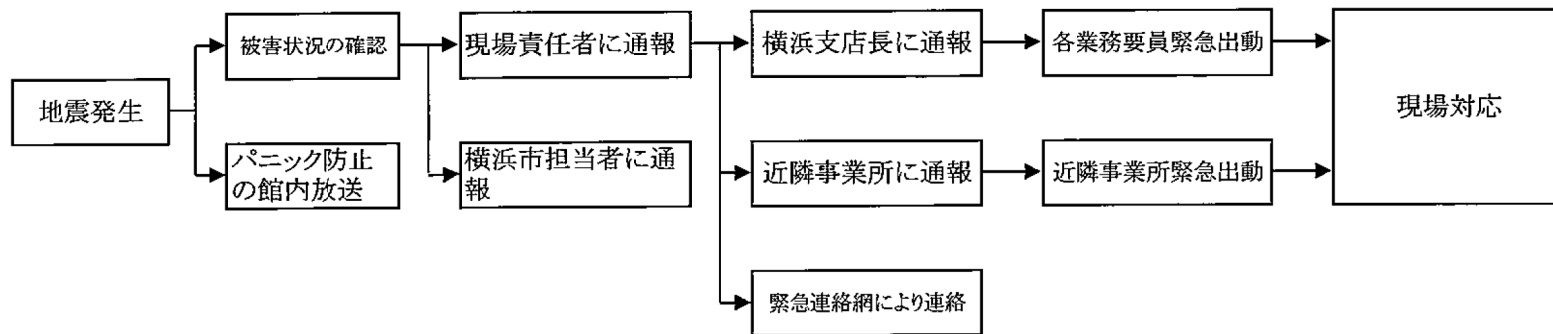 地震発生
被害状況の確認
パニック防止
の館内放送
現場責任者に通報
横浜市担当者に通
報
横浜支店長に通報
近隣事業所に通報
緊急連絡網により連絡
各業務要員緊急出動
近隣事業所緊急出動
現場対応